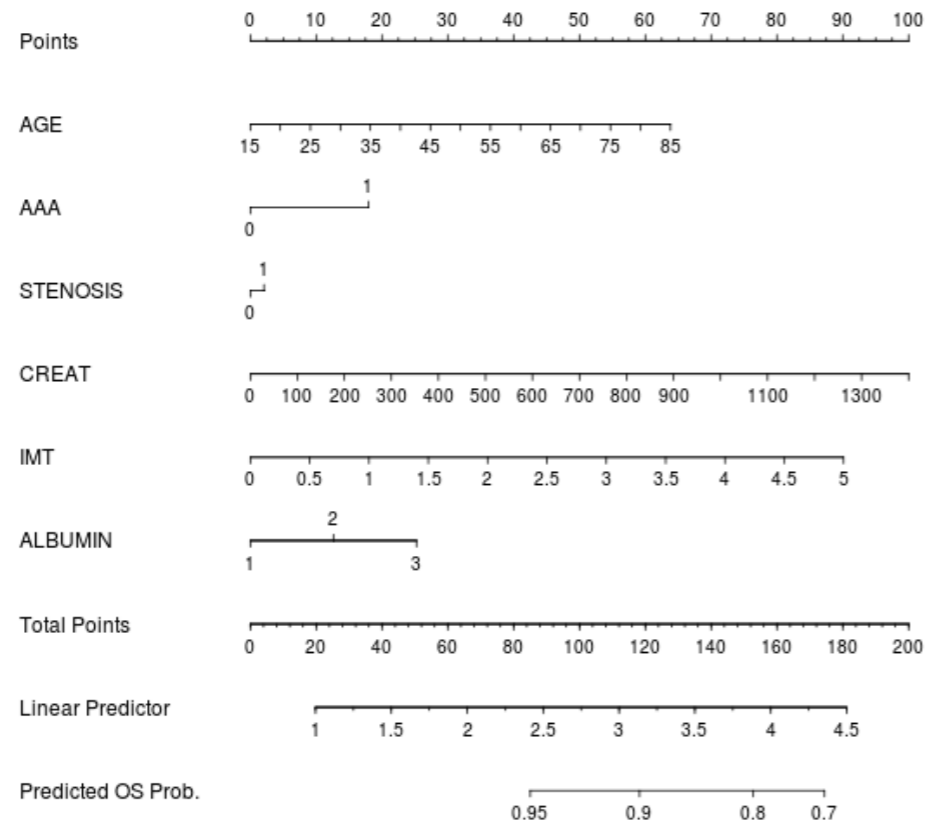 0 10 20 30 40 50 60 70 80 90 100
Points
AGE
15 25 35 45 55 65 75 85
1
AAA
0
1
STENOSIS
0
CREAT
0 100 200 300 400 500 600 700 800 900 1100 1300
IMT
0 0.5 1 1.5 2 2.5 3 3.5 4 4.5 5
2
ALBUMIN
1 3
Total Points
0 20 40 60 80 100 120 140 160 180 200
Linear Predictor
1 1.5 2 2.5 3 3.5 4 4.5
Predicted OS Prob.
0.95 0.9 0.8 0.7